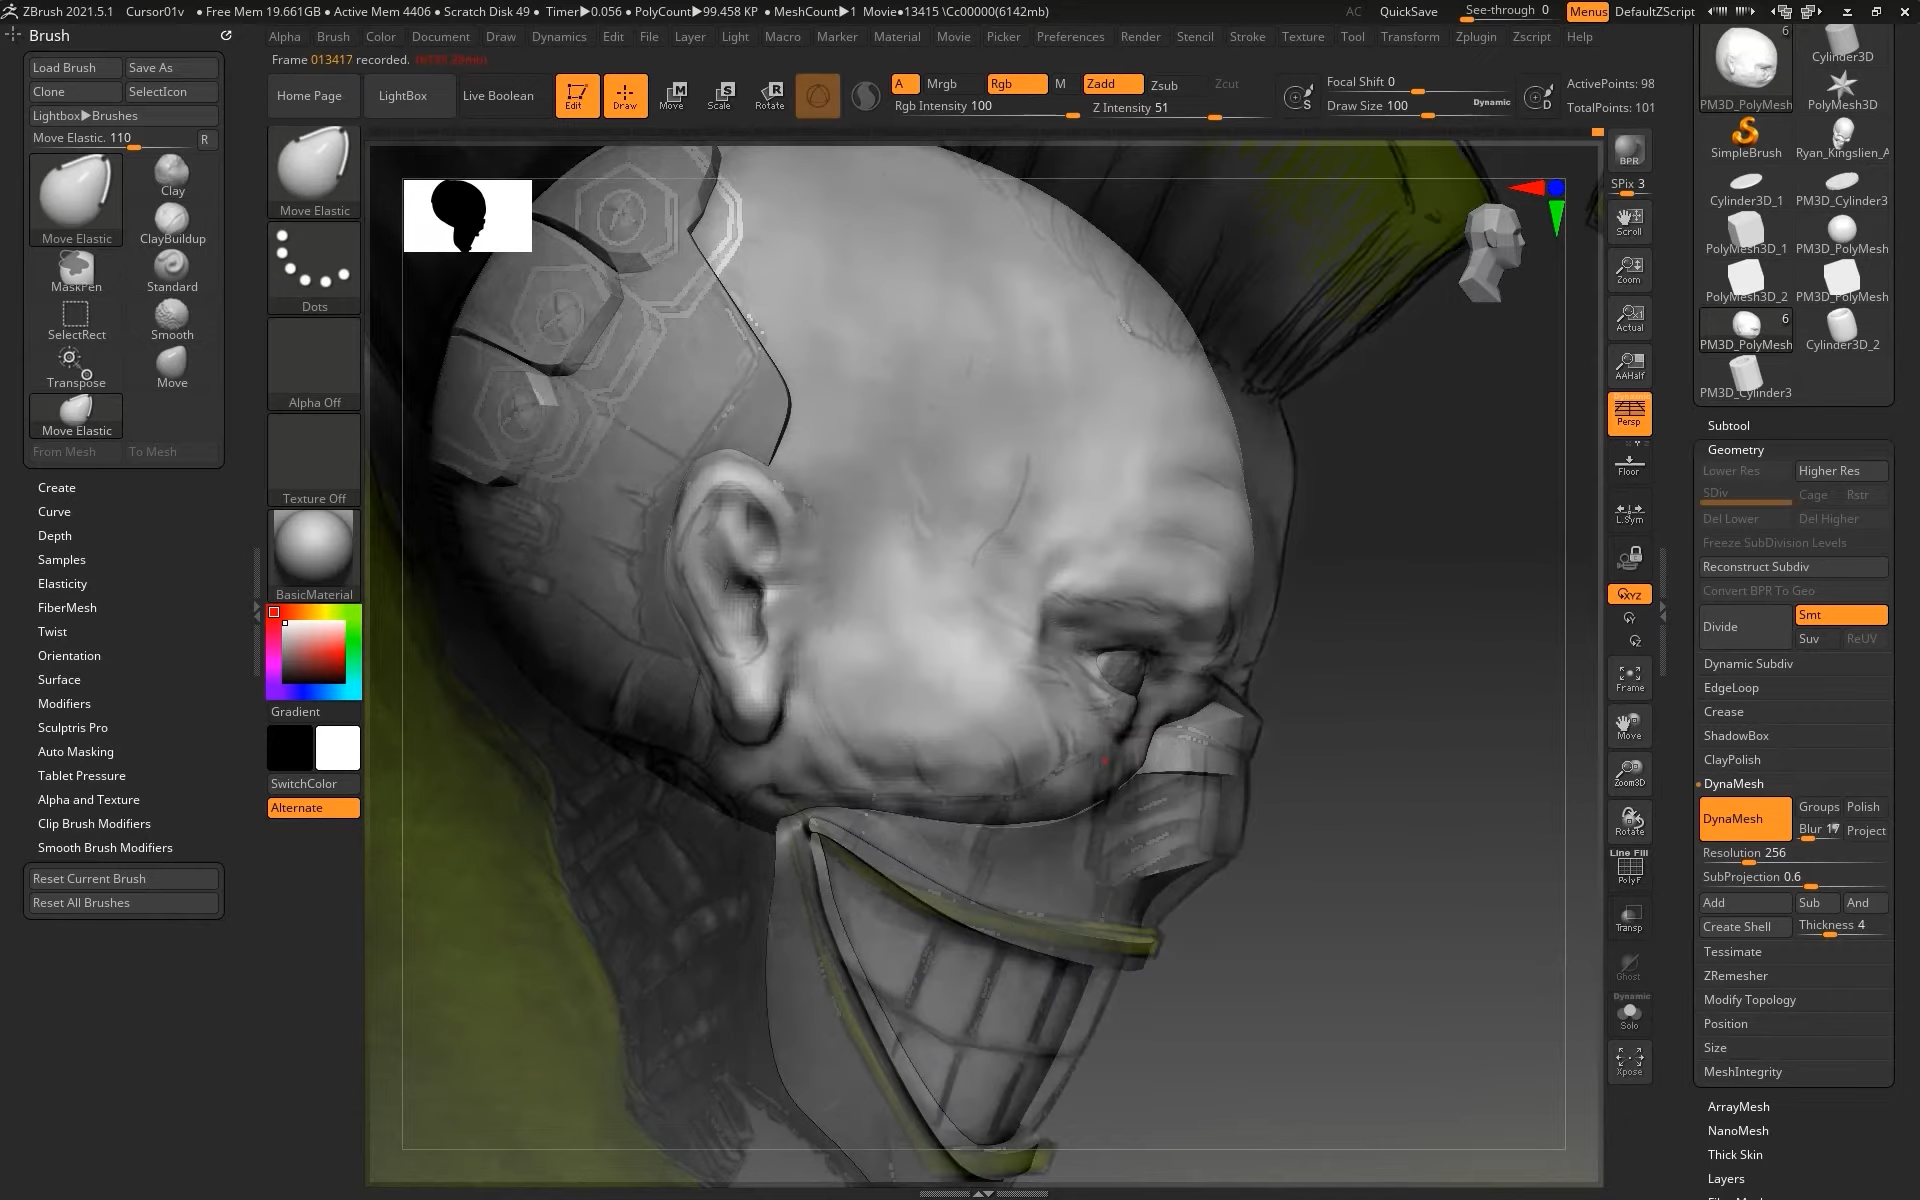 ZBrush 2021.5.1 Cursor01v • Free Mem 19.661GB • Active Mem 4406 • Scratch Disk 49 • Timer▶0.056 • PolyCount▶99.458 KP • MeshCount▶1 Movie•13415 \Cc00000(6142mb) AC QuickSave See-through 0 Menus DefaultZScript
Brush
Alpha Brush Color Document Draw Dynamics Edit File Layer Light Macro Marker Material Movie Picker Preferences Render Stencil Stroke Texture Tool Transform Zplugin Zscript Help
Frame 013417 recorded.
Home Page LightBox Live Boolean Edit Draw Move Scale Rotate
A Mrgb Rgb M Zadd Zsub Zcut
Rgb Intensity 100 Z Intensity 51
S Focal Shift 0
Draw Size 100 Dynamic D
ActivePoints: 98
TotalPoints: 101
Load Brush Save As
Clone SelectIcon
Lightbox▶Brushes
Move Elastic. 110 R
Move Elastic Clay
ClayBuildup
MaskPen Standard
SelectRect Smooth
Transpose Move
Move Elastic
From Mesh To Mesh
Create
Curve
Depth
Samples
Elasticity
FiberMesh
Twist
Orientation
Surface
Modifiers
Sculptris Pro
Auto Masking
Tablet Pressure
Alpha and Texture
Clip Brush Modifiers
Smooth Brush Modifiers
Reset Current Brush
Reset All Brushes
Move Elastic
Dots
Alpha Off
Texture Off
BasicMaterial
Gradient
SwitchColor
Alternate
BPR
SPix 3
Scroll
Zoom
Actual
AAHalf
Dynamic
Persp
Floor
L.Sym
XYZ
Y
Z
Frame
Move
Zoom3D
Rotate
Line Fill
PolyF
Transp
Ghost
Dynamic
Solo
Xpose
6
PM3D_PolyMesh
Cylinder3D
PolyMesh3D
SimpleBrush Ryan_Kingslien_A
Cylinder3D_1 PM3D_Cylinder3
PolyMesh3D_1 PM3D_PolyMesh
PolyMesh3D_2 PM3D_PolyMesh
6
PM3D_PolyMesh Cylinder3D_2
PM3D_Cylinder3
Subtool
Geometry
Lower Res Higher Res
SDiv Cage Rstr
Del Lower Del Higher
Freeze SubDivision Levels
Reconstruct Subdiv
Convert BPR To Geo
Divide Smt
Suv ReUV
Dynamic Subdiv
EdgeLoop
Crease
ShadowBox
ClayPolish
DynaMesh
DynaMesh Groups Polish
Blur 17 Project
Resolution 256
SubProjection 0.6
Add Sub And
Create Shell Thickness 4
Tessimate
ZRemesher
Modify Topology
Position
Size
MeshIntegrity
ArrayMesh
NanoMesh
Thick Skin
Layers